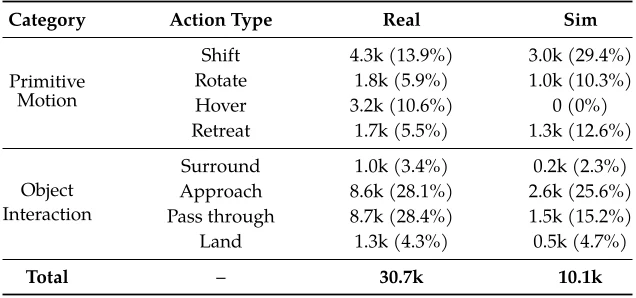 Category Action Type Real Sim
Shift 4.3k (13.9%) 3.0k (29.4%)
Primitive Motion Rotate 1.8k (5.9%) 1.0k (10.3%)
Hover 3.2k (10.6%) 0 (0%)
Retreat 1.7k (5.5%) 1.3k (12.6%)
Surround 1.0k (3.4%) 0.2k (2.3%)
Object Interaction Approach 8.6k (28.1%) 2.6k (25.6%)
Pass through 8.7k (28.4%) 1.5k (15.2%)
Land 1.3k (4.3%) 0.5k (4.7%)
Total – 30.7k 10.1k